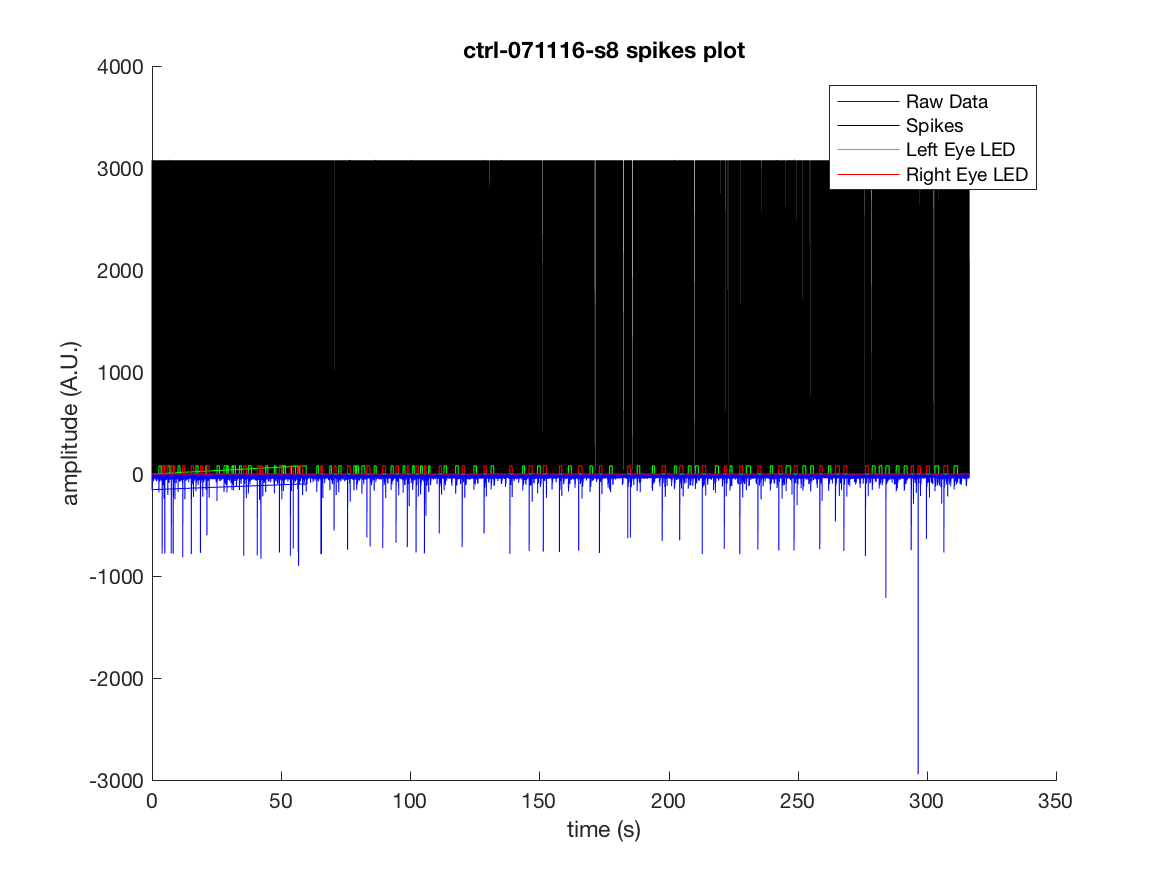 ctrl-071116-s8 spikes plot
4000
3000
2000
1000
0
-1000
-2000
-3000
amplitude (A.U.)
Raw Data
Spikes
Left Eye LED
Right Eye LED
0 50 100 150 200 250 300 350
time (s)